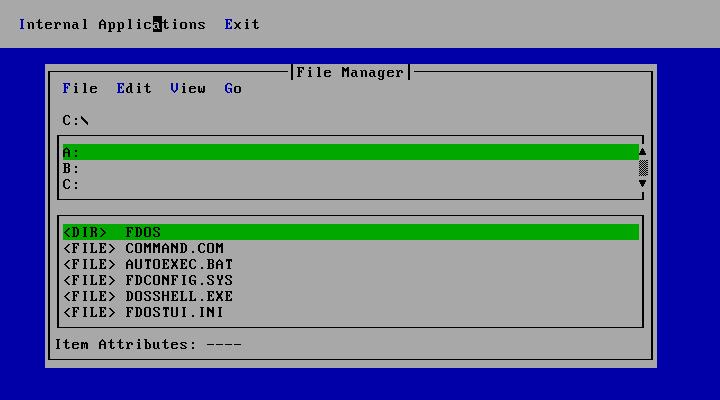 Internal Applications  Exit
File Manager
File  Edit  View  Go
C:\
A:
B:
C:
<DIR>  FDOS
<FILE> COMMAND.COM
<FILE> AUTOEXEC.BAT
<FILE> FDCONFIG.SYS
<FILE> DOSSHELL.EXE
<FILE> FDOSTUI.INI
Item Attributes: ----